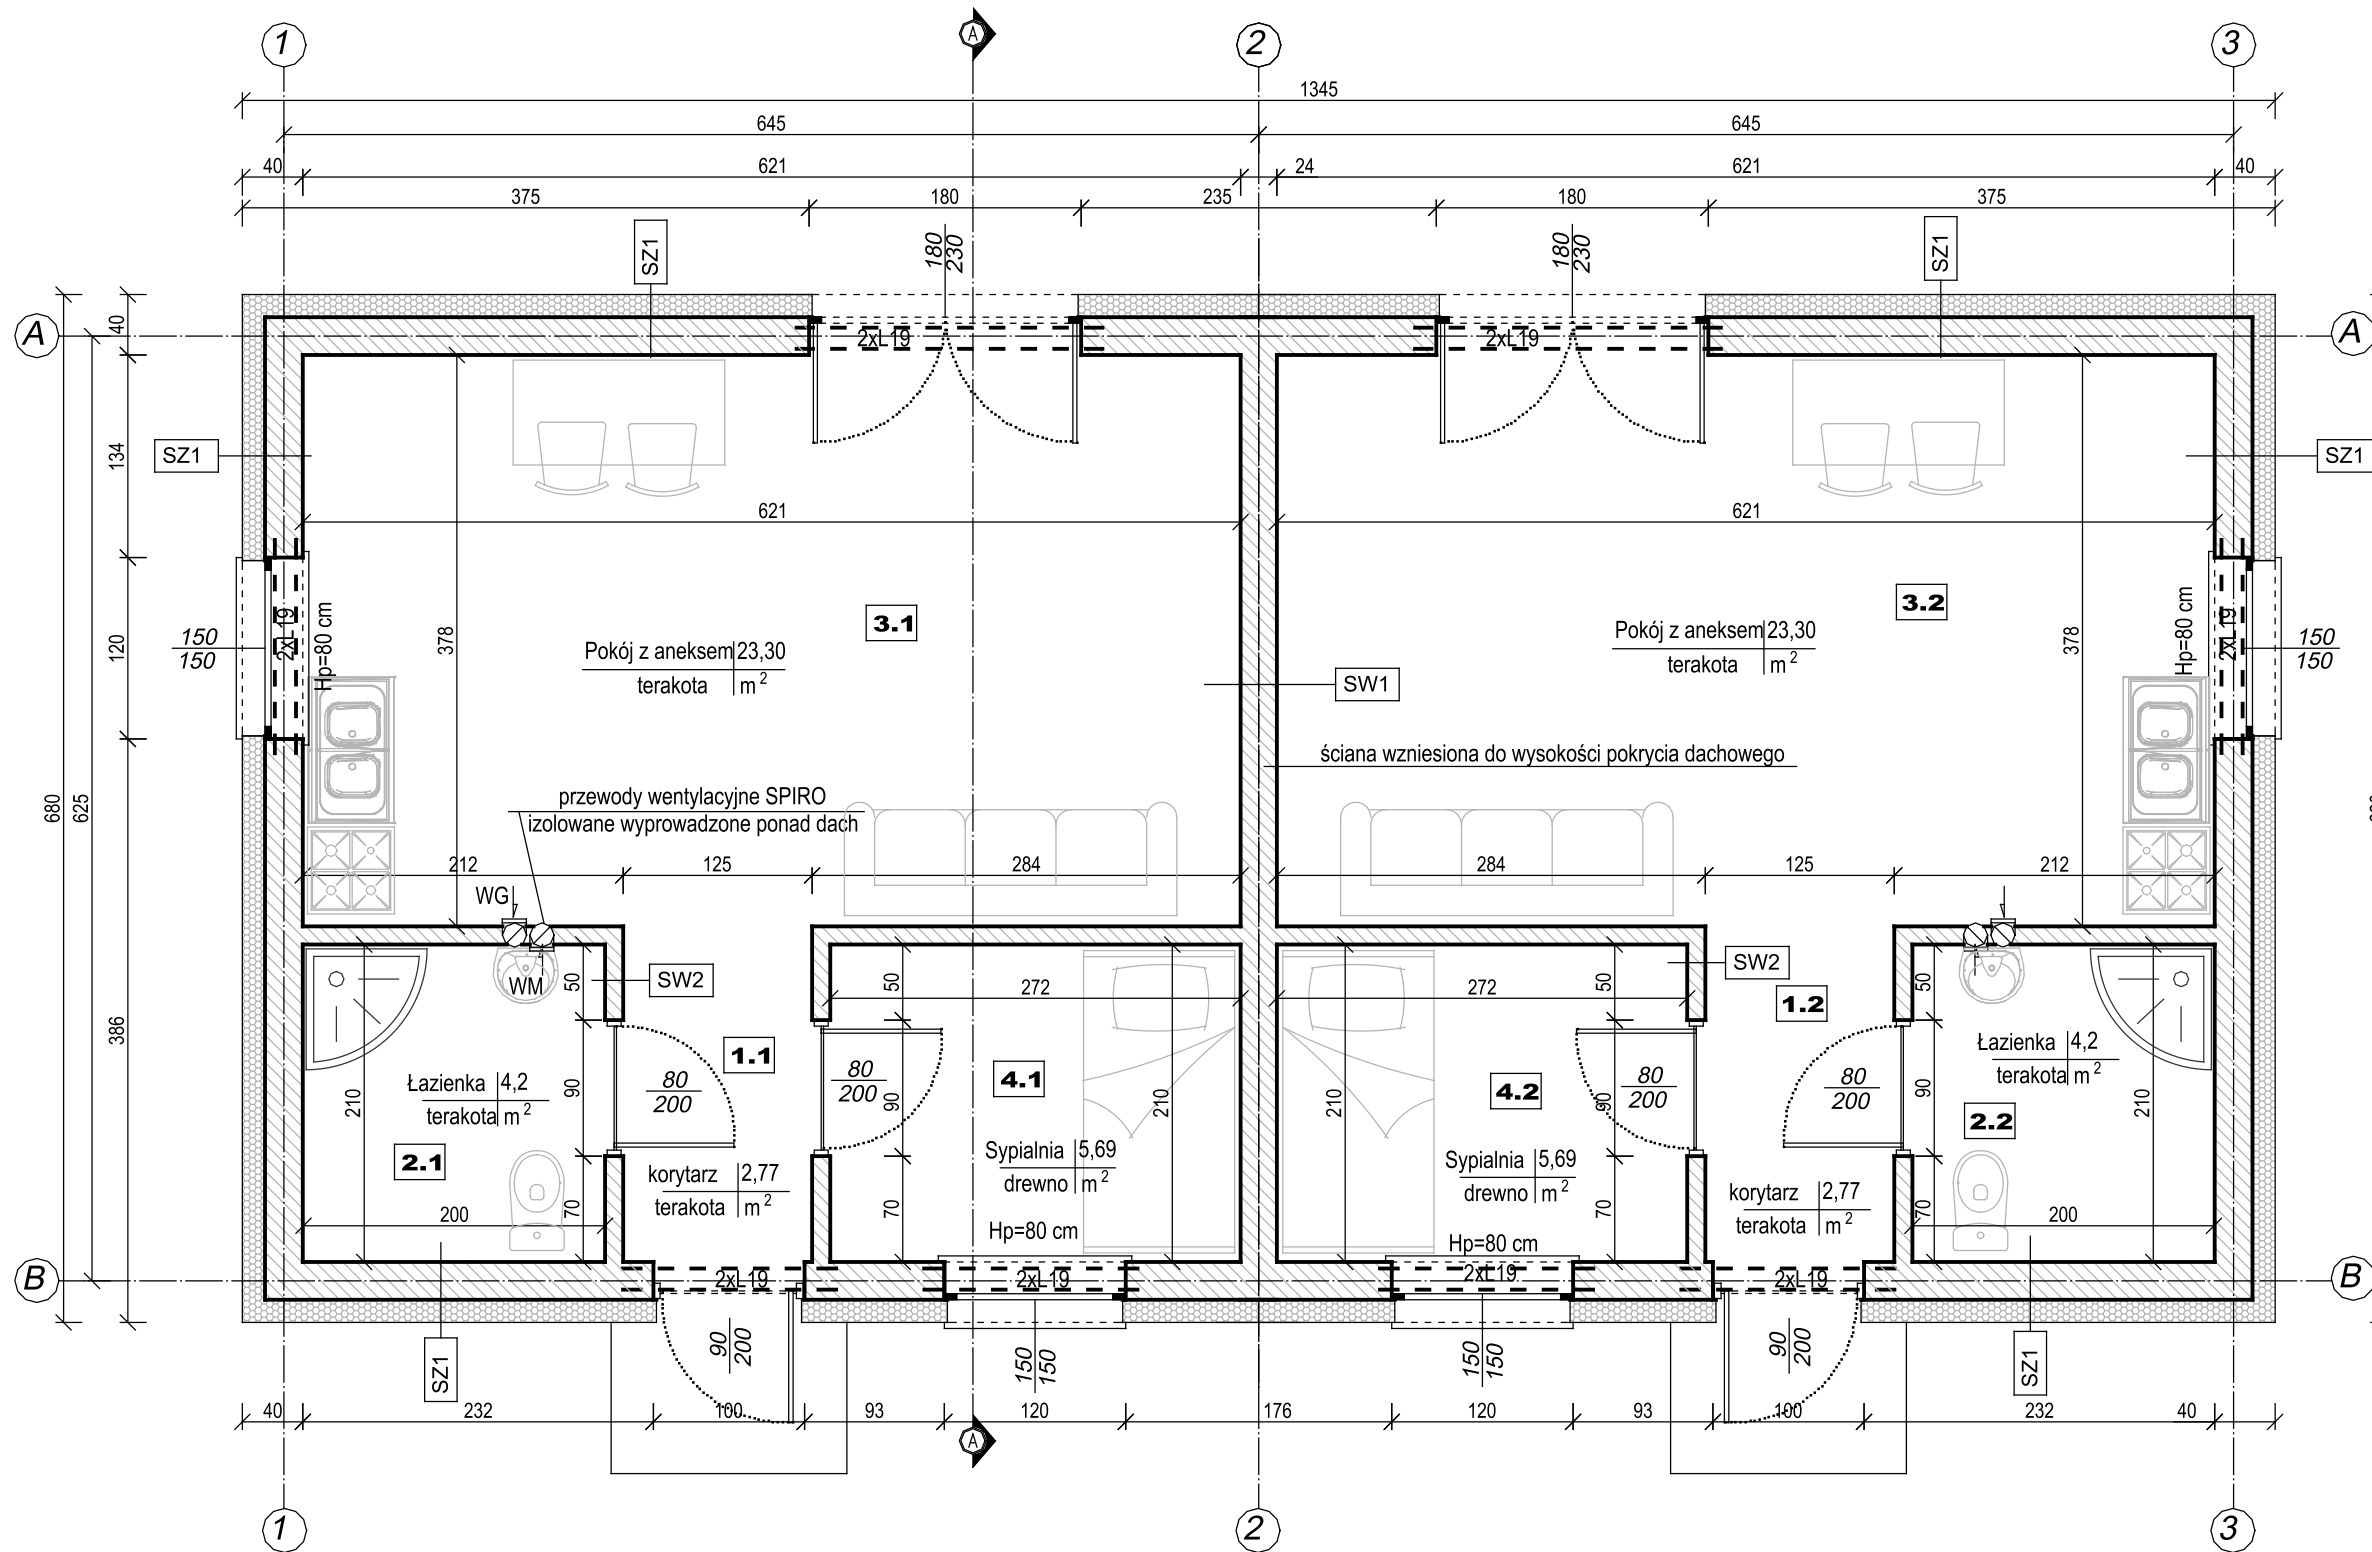 1 A 2 3
1345
645 645
40 621 24 621 40
375 180 235 180 375
SZ1 180 230 180 230 SZ1
A 40 2xL19 2xL19 A
134 SZ1 SZ1
621 621
3.1 3.2
150 2xL19 Hp=80 cm 378 Hp=80 cm 2xL19 150
120 150 378 150
Pokój z aneksem 23,30 Pokój z aneksem 23,30
terakota m2 terakota m2
SW1
ściana wzniesiona do wysokości pokrycia dachowego
680 625
przewody wentylacyjne SPIRO
izolowane wyprowadzone ponad dach
212 125 284 284 125 212
WG
WM 50 SW2 50 272 272 50 SW2 50
386
1.1 1.2
4.1 4.2
Łazienka 4,2 Łazienka 4,2
terakota m2 terakota m2
210 90 80 200 80 200 90 210 210 90 80 200 80 200 90 210
2.1 2.2
Sypialnia 5,69 Sypialnia 5,69
drewno m2 drewno m2
korytarz 2,77 korytarz 2,77
terakota m2 terakota m2
200 70 70 70 70 200
Hp=80 cm Hp=80 cm
B 2xL19 2xL19 2xL19 2xL19 B
SZ1 90 200 150 150 150 150 90 200 SZ1
40 232 100 93 120 176 120 93 100 232 40
A
1 2 3